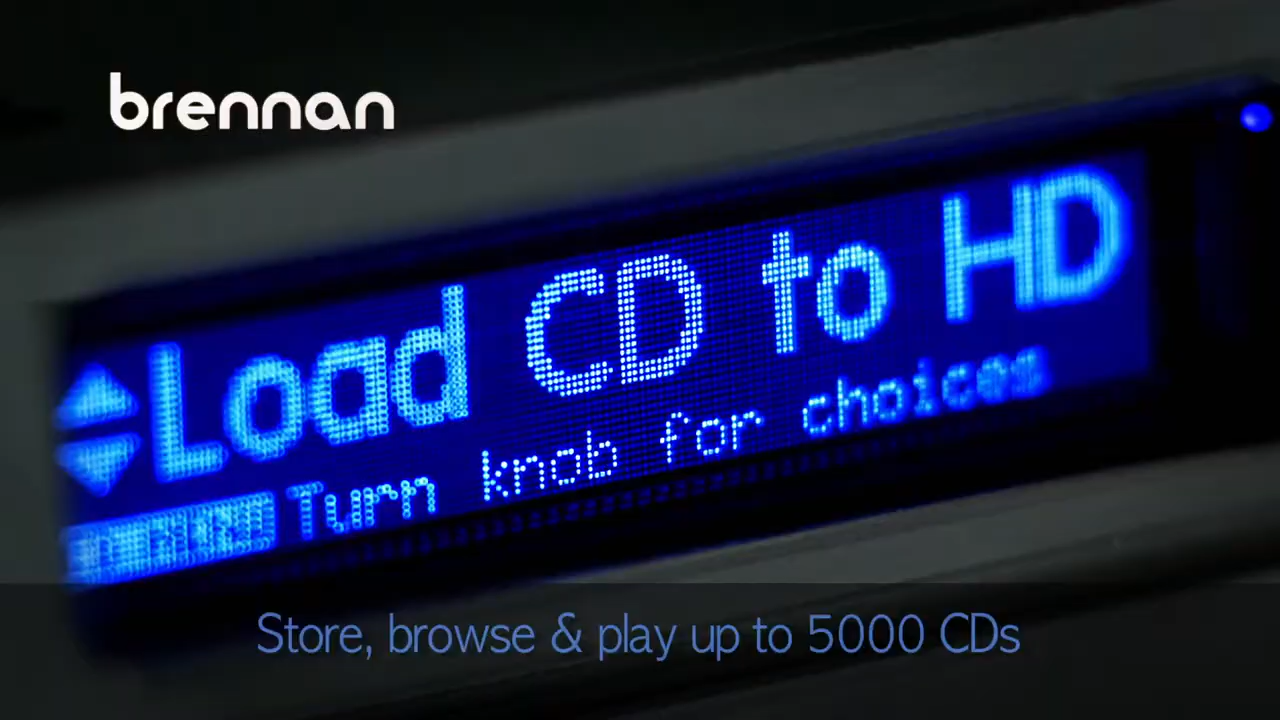 brennan
Load CD to HD
Turn knob for choices
Store, browse & play up to 5000 CDs